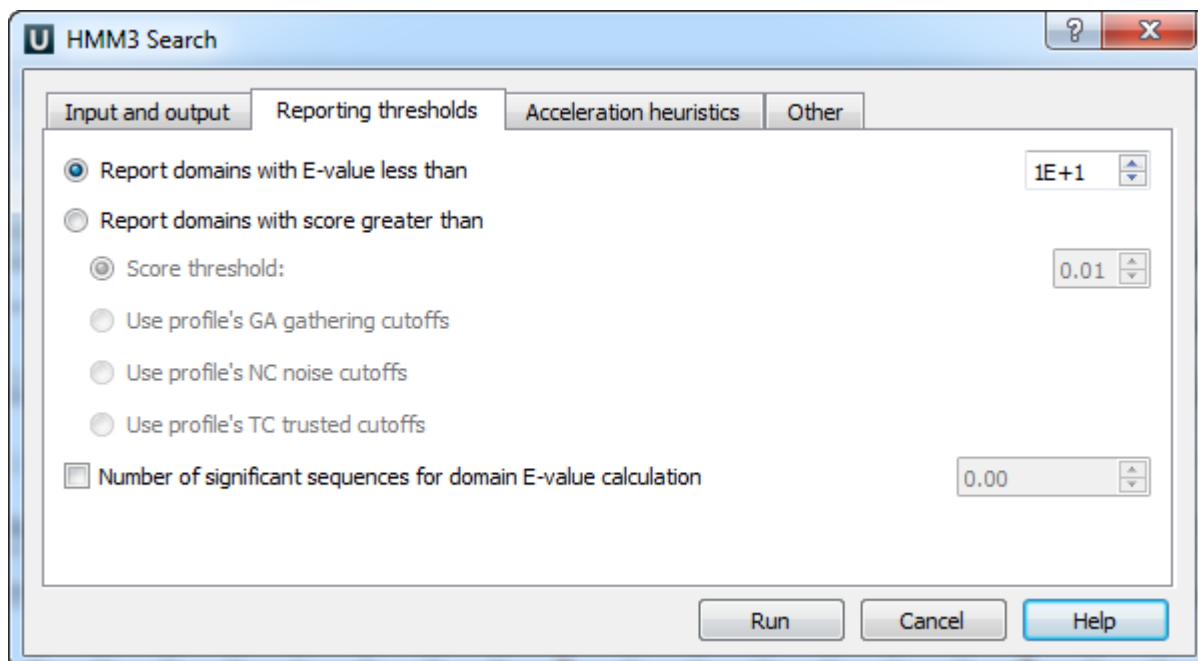 U HMM3 Search ? X
Input and output Reporting thresholds Acceleration heuristics Other
Report domains with E-value less than 1E+1
Report domains with score greater than
Score threshold: 0.01
Use profile's GA gathering cutoffs
Use profile's NC noise cutoffs
Use profile's TC trusted cutoffs
Number of significant sequences for domain E-value calculation 0.00
Run Cancel Help